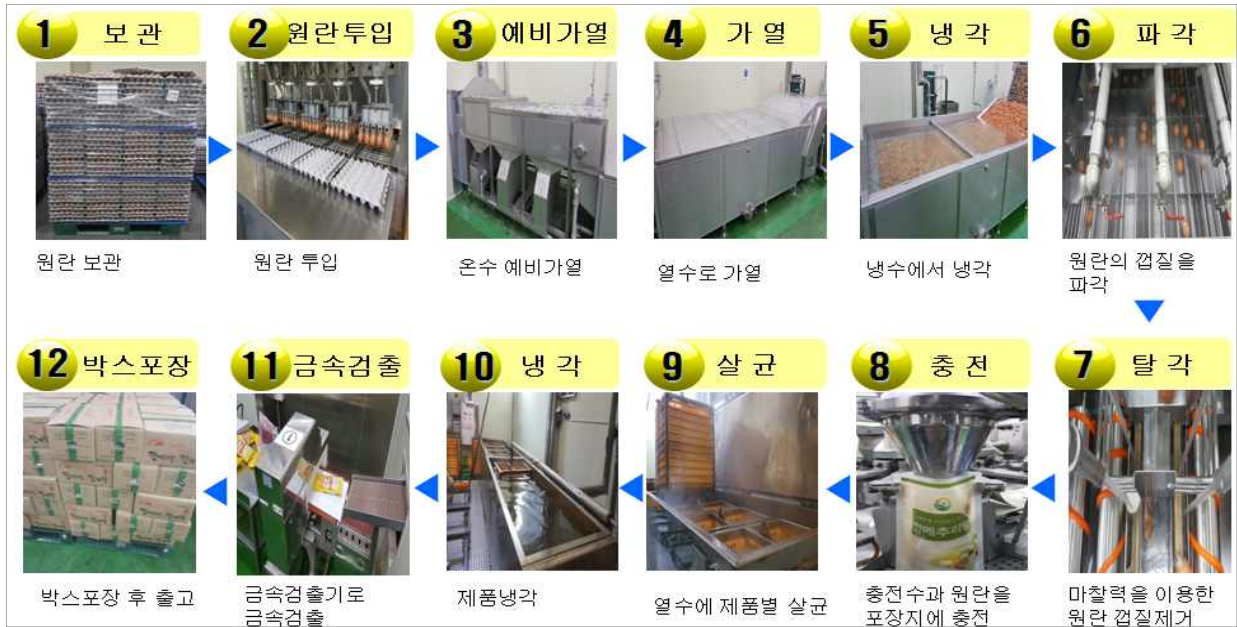 1 보관
원란 보관
2 원란투입
원란 투입
3 예비가열
온수 예비가열
4 가열
열수로 가열
5 냉각
냉수에서 냉각
6 파각
원란의 껍질을
파각
7 탈각
마찰력을 이용한
원란 껍질제거
8 충전
충전수과 원란을
포장지에 충전
9 살균
열수에 제품별 살균
10 냉각
제품냉각
11 금속검출
금속검출기로
금속검출
12 박스포장
박스포장 후 출고